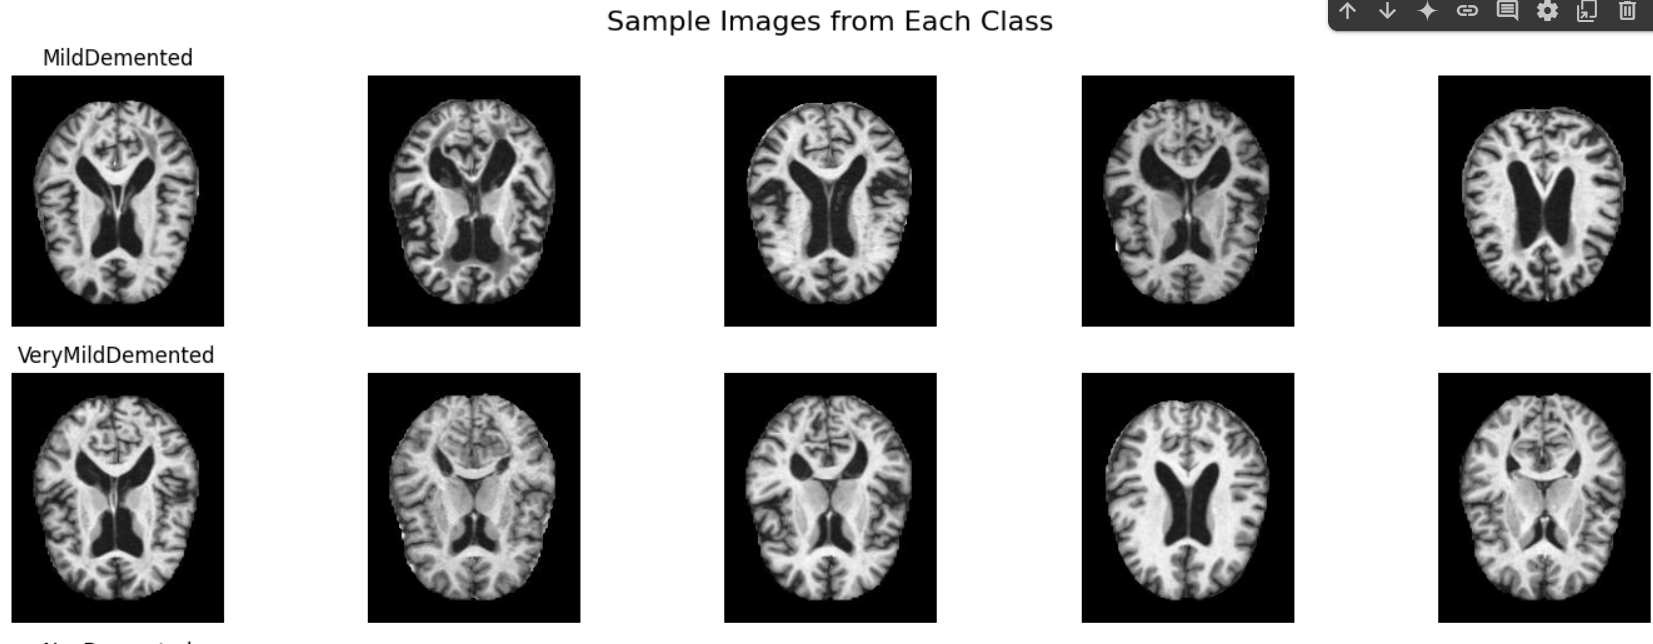 Sample Images from Each Class
MildDemented
VeryMildDemented